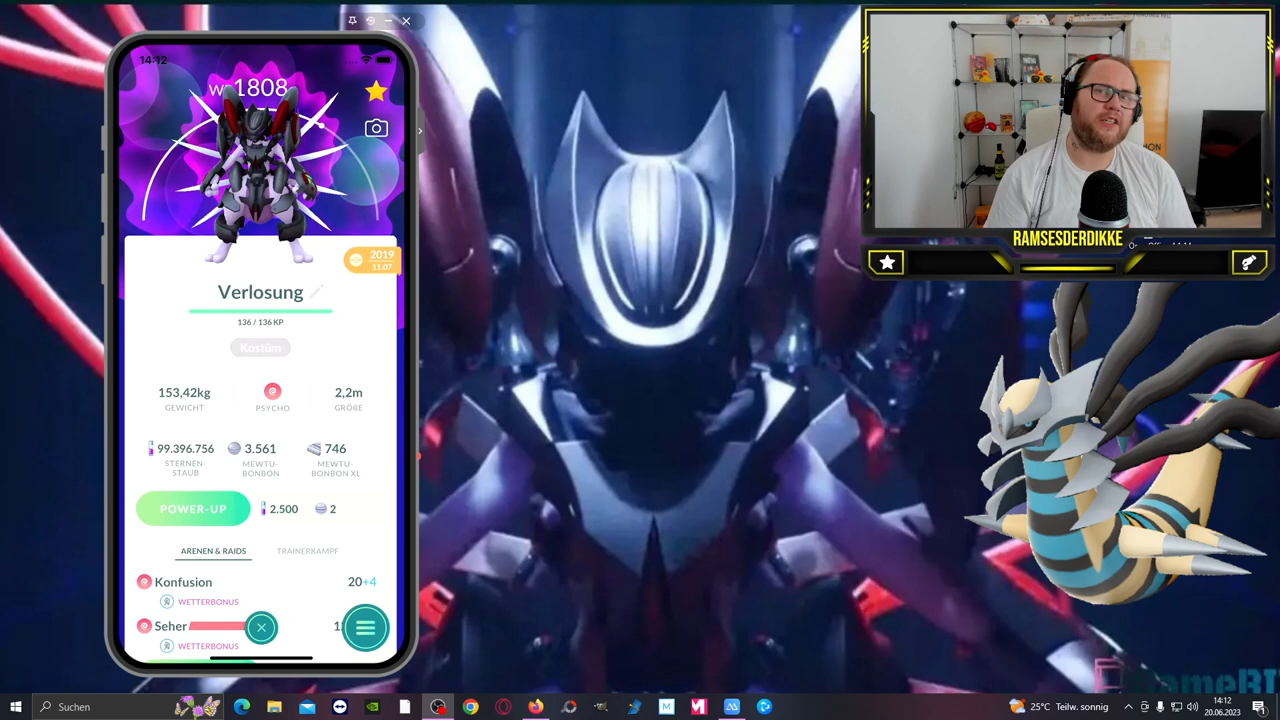 14:12
WP 1808
2019
11.07
Verlosung
136 / 136 KP
Kostüm
153,42kg
GEWICHT
PSYCHO
2,2m
GRÖßE
99.396.756
STERNEN-
STAUB
3.561
MEWTU-
BONBON
746
MEWTU-
BONBON XL
POWER-UP
2.500
2
ARENEN & RAIDS
TRAINERKAMPF
Konfusion
20+4
WETTERBONUS
Seher
WETTERBONUS
RAMSESDERDIKKE
Suchen
25°C Teilw. sonnig
14:12
20.06.2023